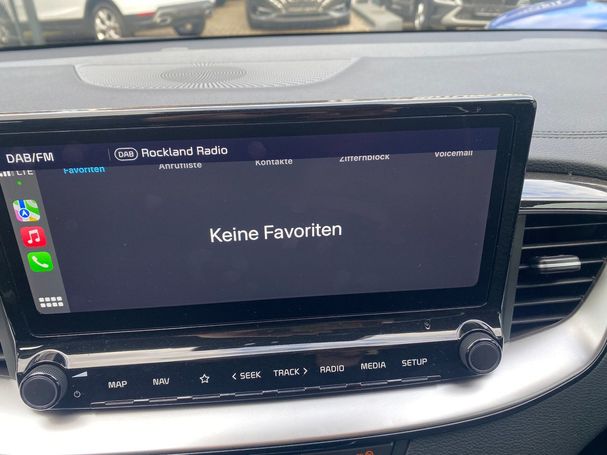 DAB/FM DAB Rockland Radio
LTE Favoriten Anrufliste Kontakte Ziffernblock Voicemail
Keine Favoriten
MAP NAV < SEEK TRACK > RADIO MEDIA SETUP